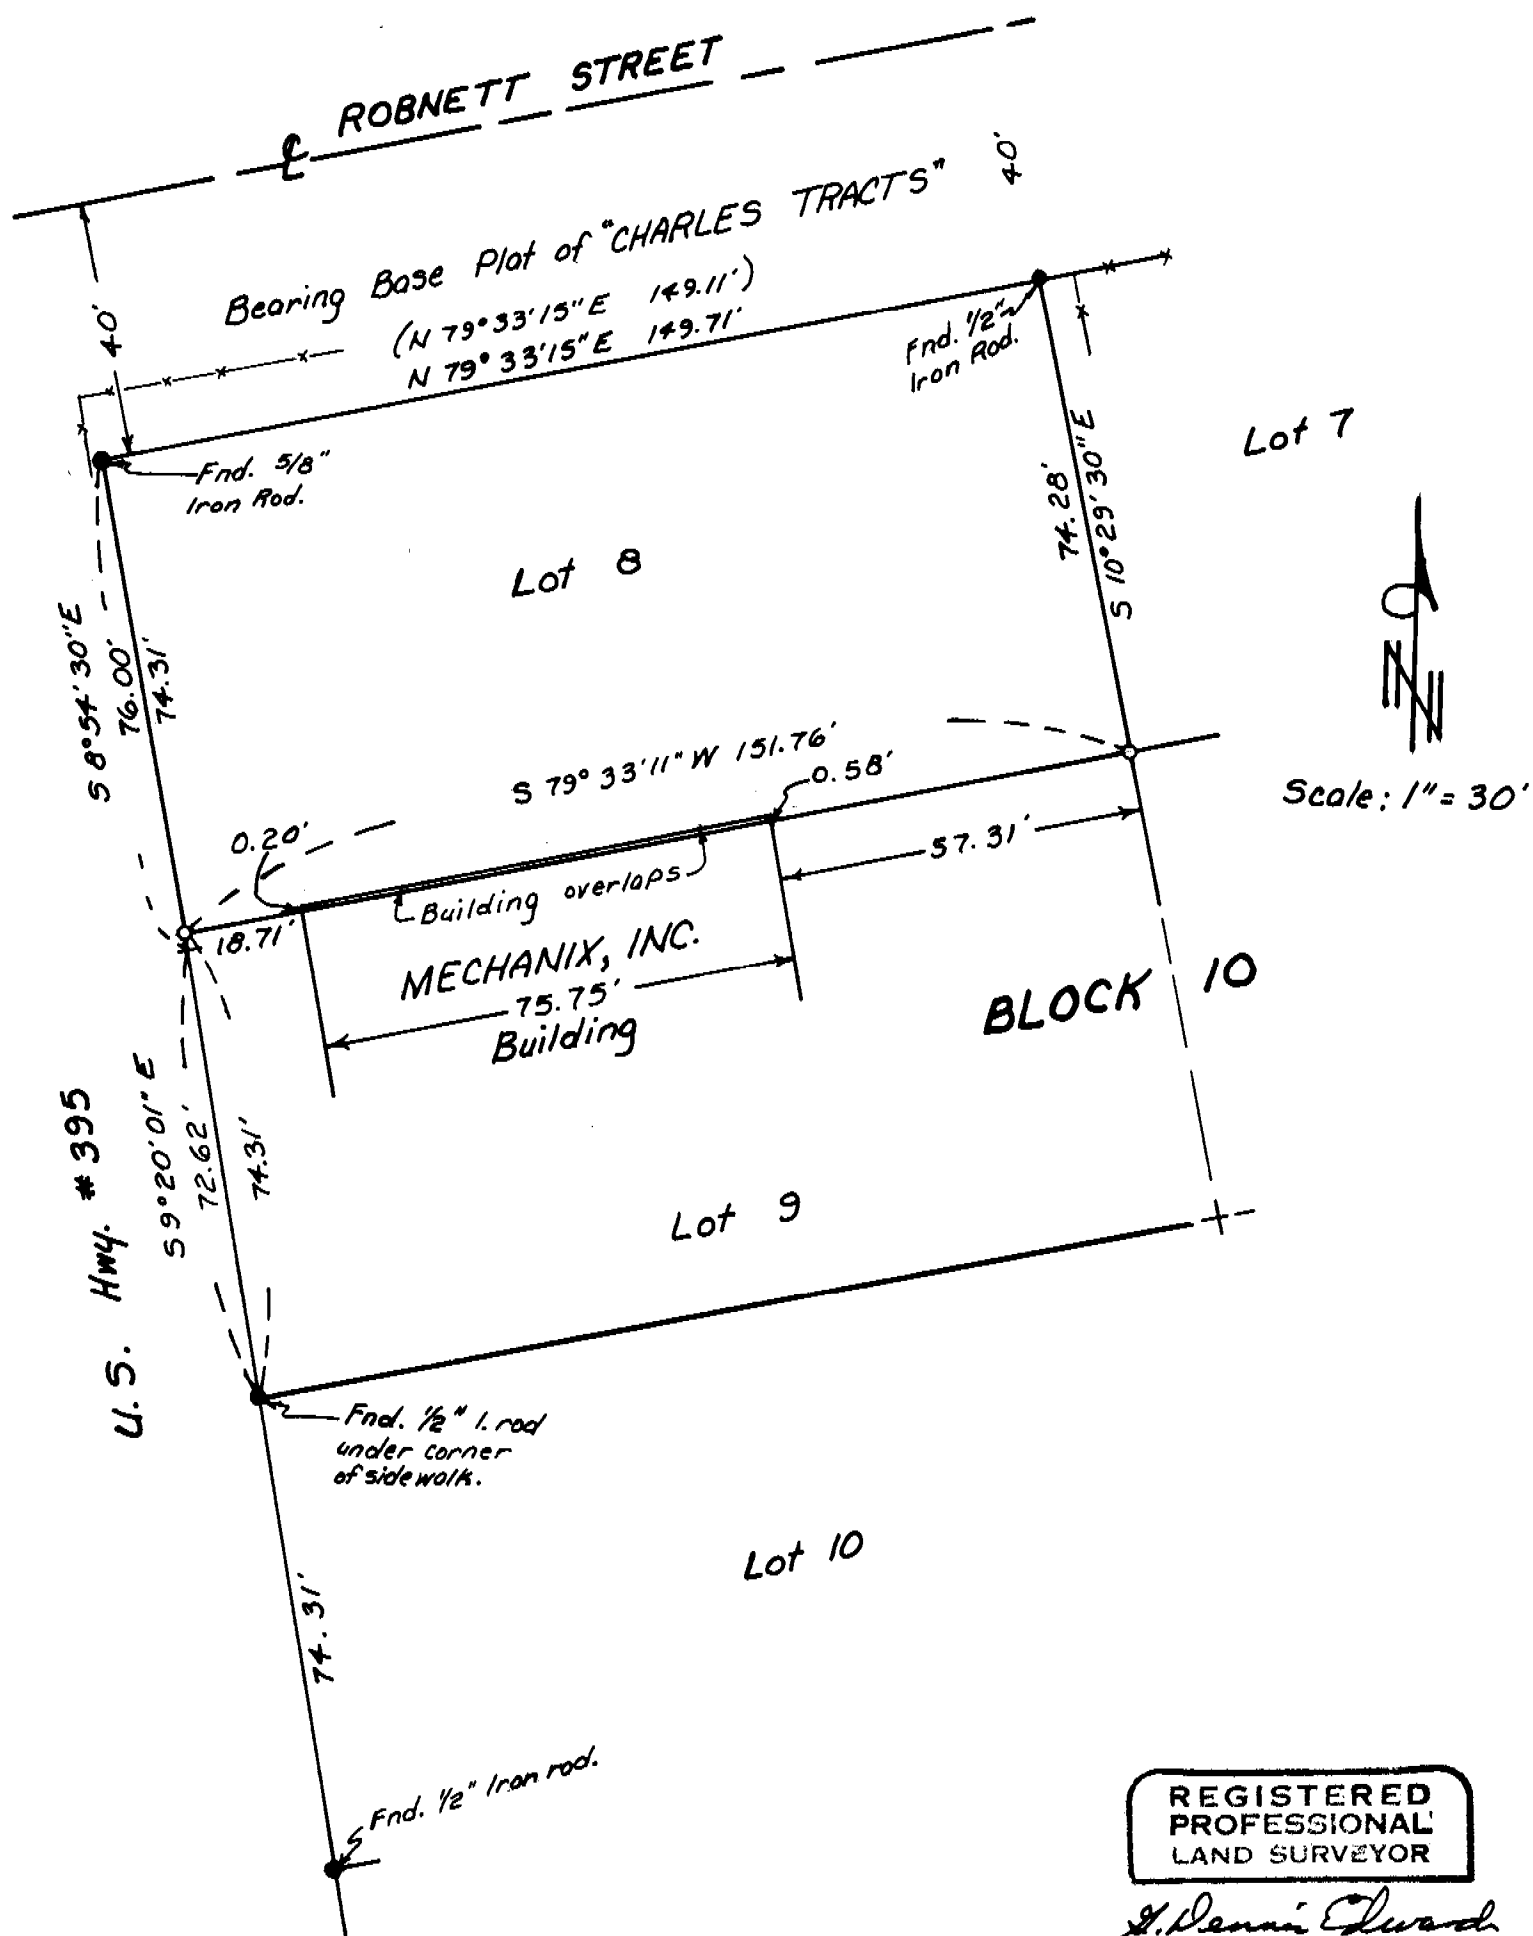 ROBNETT STREET
℄
40'
40'
Bearing Base Plat of "CHARLES TRACTS"
(N 79°33'15"E 149.11')
N 79°33'15"E 149.71'
Fnd. 1/2"
Iron Rod.
Fnd. 5/8"
Iron Rod.
Lot 7
74.28'
S 10°29'30"E
Lot 8
S 8°54'30"E
76.00'
74.31'
N
Scale: 1"= 30'
S 79°33'11"W 151.76'
0.58'
0.20'
57.31'
Building overlaps
18.71'
MECHANIX, INC.
75.75'
Building
BLOCK 10
U.S. Hwy. #395
S 9°20'01"E
72.62'
74.31'
Lot 9
Fnd. 1/2" I. rod
under corner
of sidewalk.
Lot 10
74.31'
Fnd. 1/2" Iron rod.
REGISTERED
PROFESSIONAL
LAND SURVEYOR
G. Dennis Edwards